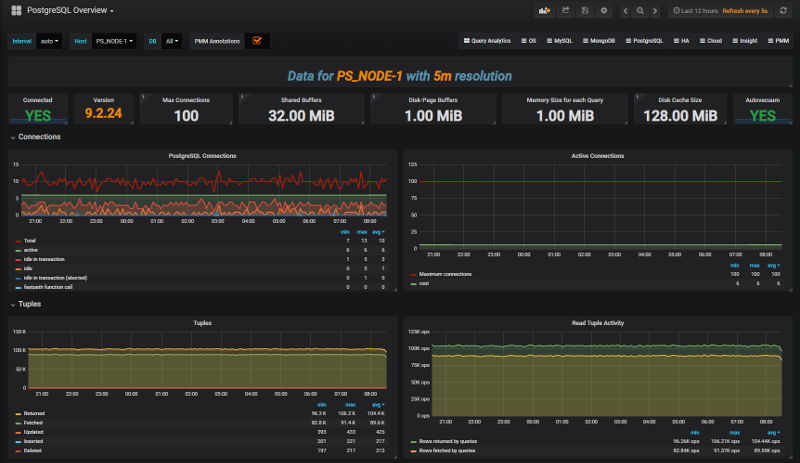 PostgreSQL Overview
Last 12 hours Refresh every 5s
Interval auto Host PS_NODE-1 DB All PMM Annotations
Query Analytics OS MySQL MongoDB PostgreSQL HA Cloud Insight PMM
Data for PS_NODE-1 with 5m resolution
Connected Version Max Connections Shared Buffers Disk-Page Buffers Memory Size for each Query Disk Cache Size Autovacuum
YES 9.2.24 100 32.00 MiB 1.00 MiB 1.00 MiB 128.00 MiB YES
Connections
PostgreSQL Connections
15
10
5
0
21:00 22:00 23:00 00:00 01:00 02:00 03:00 04:00 05:00 06:00 07:00 08:00
min max avg
Total 7 13 10
active 6 6 6
idle in transaction 1 5 3
idle 0 3 1
idle in transaction (aborted) 0 1 0
fastpath function call 0 0 0
Active Connections
125
100
75
50
25
0
21:00 22:00 23:00 00:00 01:00 02:00 03:00 04:00 05:00 06:00 07:00 08:00
min max avg
Maximum connections 100 100 100
root 6 6 6
Tuples
Tuples
150 K
100 K
50 K
0
21:00 22:00 23:00 00:00 01:00 02:00 03:00 04:00 05:00 06:00 07:00 08:00
min max avg
Returned 96.3 K 106.2 K 104.4 K
Fetched 82.8 K 91.4 K 89.6 K
Updated 393 433 425
Inserted 201 221 217
Deleted 197 217 213
Read Tuple Activity
125K ops
100K ops
75K ops
50K ops
25K ops
0 ops
21:00 22:00 23:00 00:00 01:00 02:00 03:00 04:00 05:00 06:00 07:00 08:00
min max avg
Rows returned by queries 96.26K ops 106.21K ops 104.44K ops
Rows fetched by queries 82.84K ops 91.37K ops 89.59K ops